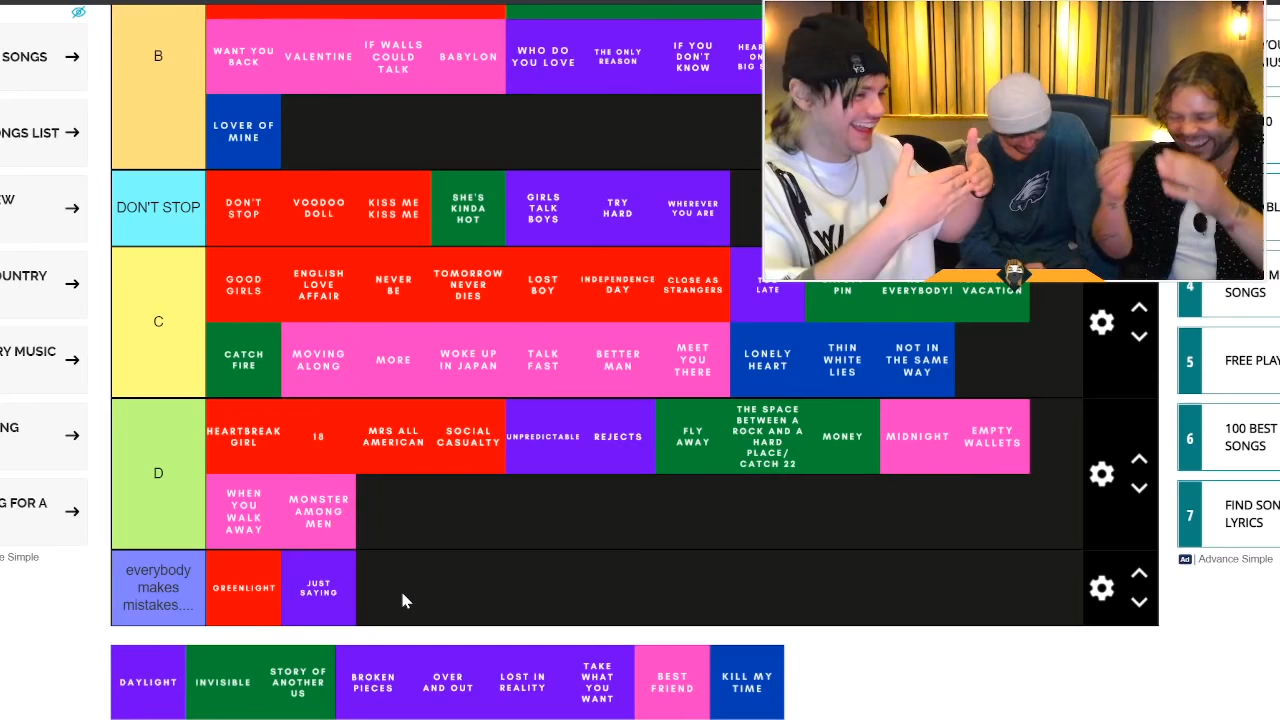 SONGS →
NGS LIST →
EW →
OUNTRY →
RY MUSIC →
NG →
G FOR A →
e Simple
B
WANT YOU
BACK
VALENTINE
IF WALLS
COULD
TALK
BABYLON
WHO DO
YOU LOVE
THE ONLY
REASON
IF YOU
DON'T
KNOW
LOVER OF
MINE
DON'T STOP
DON'T
STOP
VOODOO
DOLL
KISS ME
KISS ME
SHE'S
KINDA
HOT
GIRLS
TALK
BOYS
TRY
HARD
WHEREVER
YOU ARE
C
GOOD
GIRLS
ENGLISH
LOVE
AFFAIR
NEVER
BE
TOMORROW
NEVER
DIES
LOST
BOY
INDEPENDENCE
DAY
CLOSE AS
STRANGERS
LATE
PIN
EVERYBODY!
VACATION
CATCH
FIRE
MOVING
ALONG
MORE
WOKE UP
IN JAPAN
TALK
FAST
BETTER
MAN
MEET
YOU
THERE
LONELY
HEART
THIN
WHITE
LIES
NOT IN
THE SAME
WAY
D
HEARTBREAK
GIRL
18
MRS ALL
AMERICAN
SOCIAL
CASUALTY
UNPREDICTABLE
REJECTS
FLY
AWAY
THE SPACE
BETWEEN A
ROCK AND A
HARD
PLACE/
CATCH 22
MONEY
MIDNIGHT
EMPTY
WALLETS
WHEN
YOU
WALK
AWAY
MONSTER
AMONG
MEN
everybody
makes
mistakes....
GREENLIGHT
JUST
SAYING
DAYLIGHT
INVISIBLE
STORY OF
ANOTHER
US
BROKEN
PIECES
OVER
AND OUT
LOST IN
REALITY
TAKE
WHAT
YOU
WANT
BEST
FRIEND
KILL MY
TIME
4
SONGS
5
FREE PLAY
6
100 BEST
SONGS
7
FIND SON
LYRICS
Ad | Advance Simple